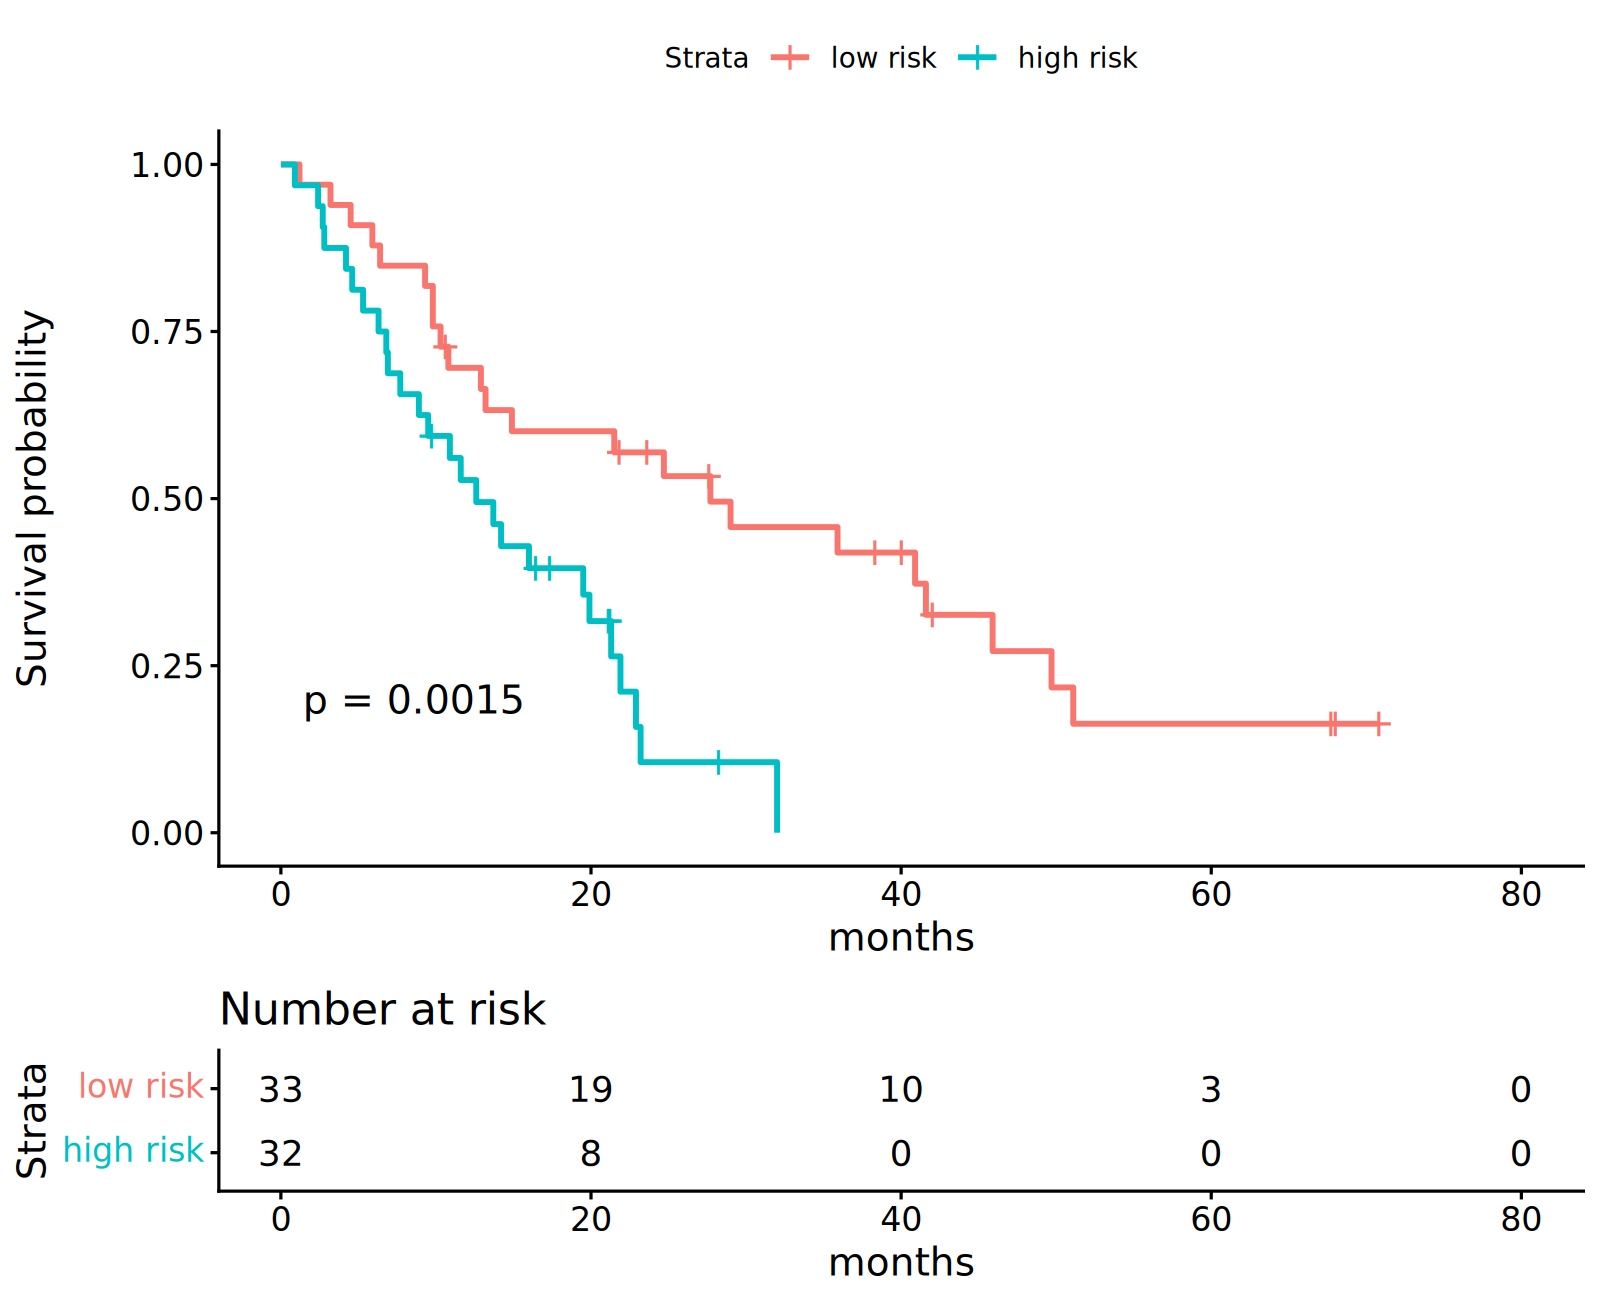 Strata low risk high risk
Survival probability
1.00
0.75
0.50
0.25
0.00
p = 0.0015
0 20 40 60 80
months
Number at risk
Strata
low risk 33 19 10 3 0
high risk 32 8 0 0 0
0 20 40 60 80
months